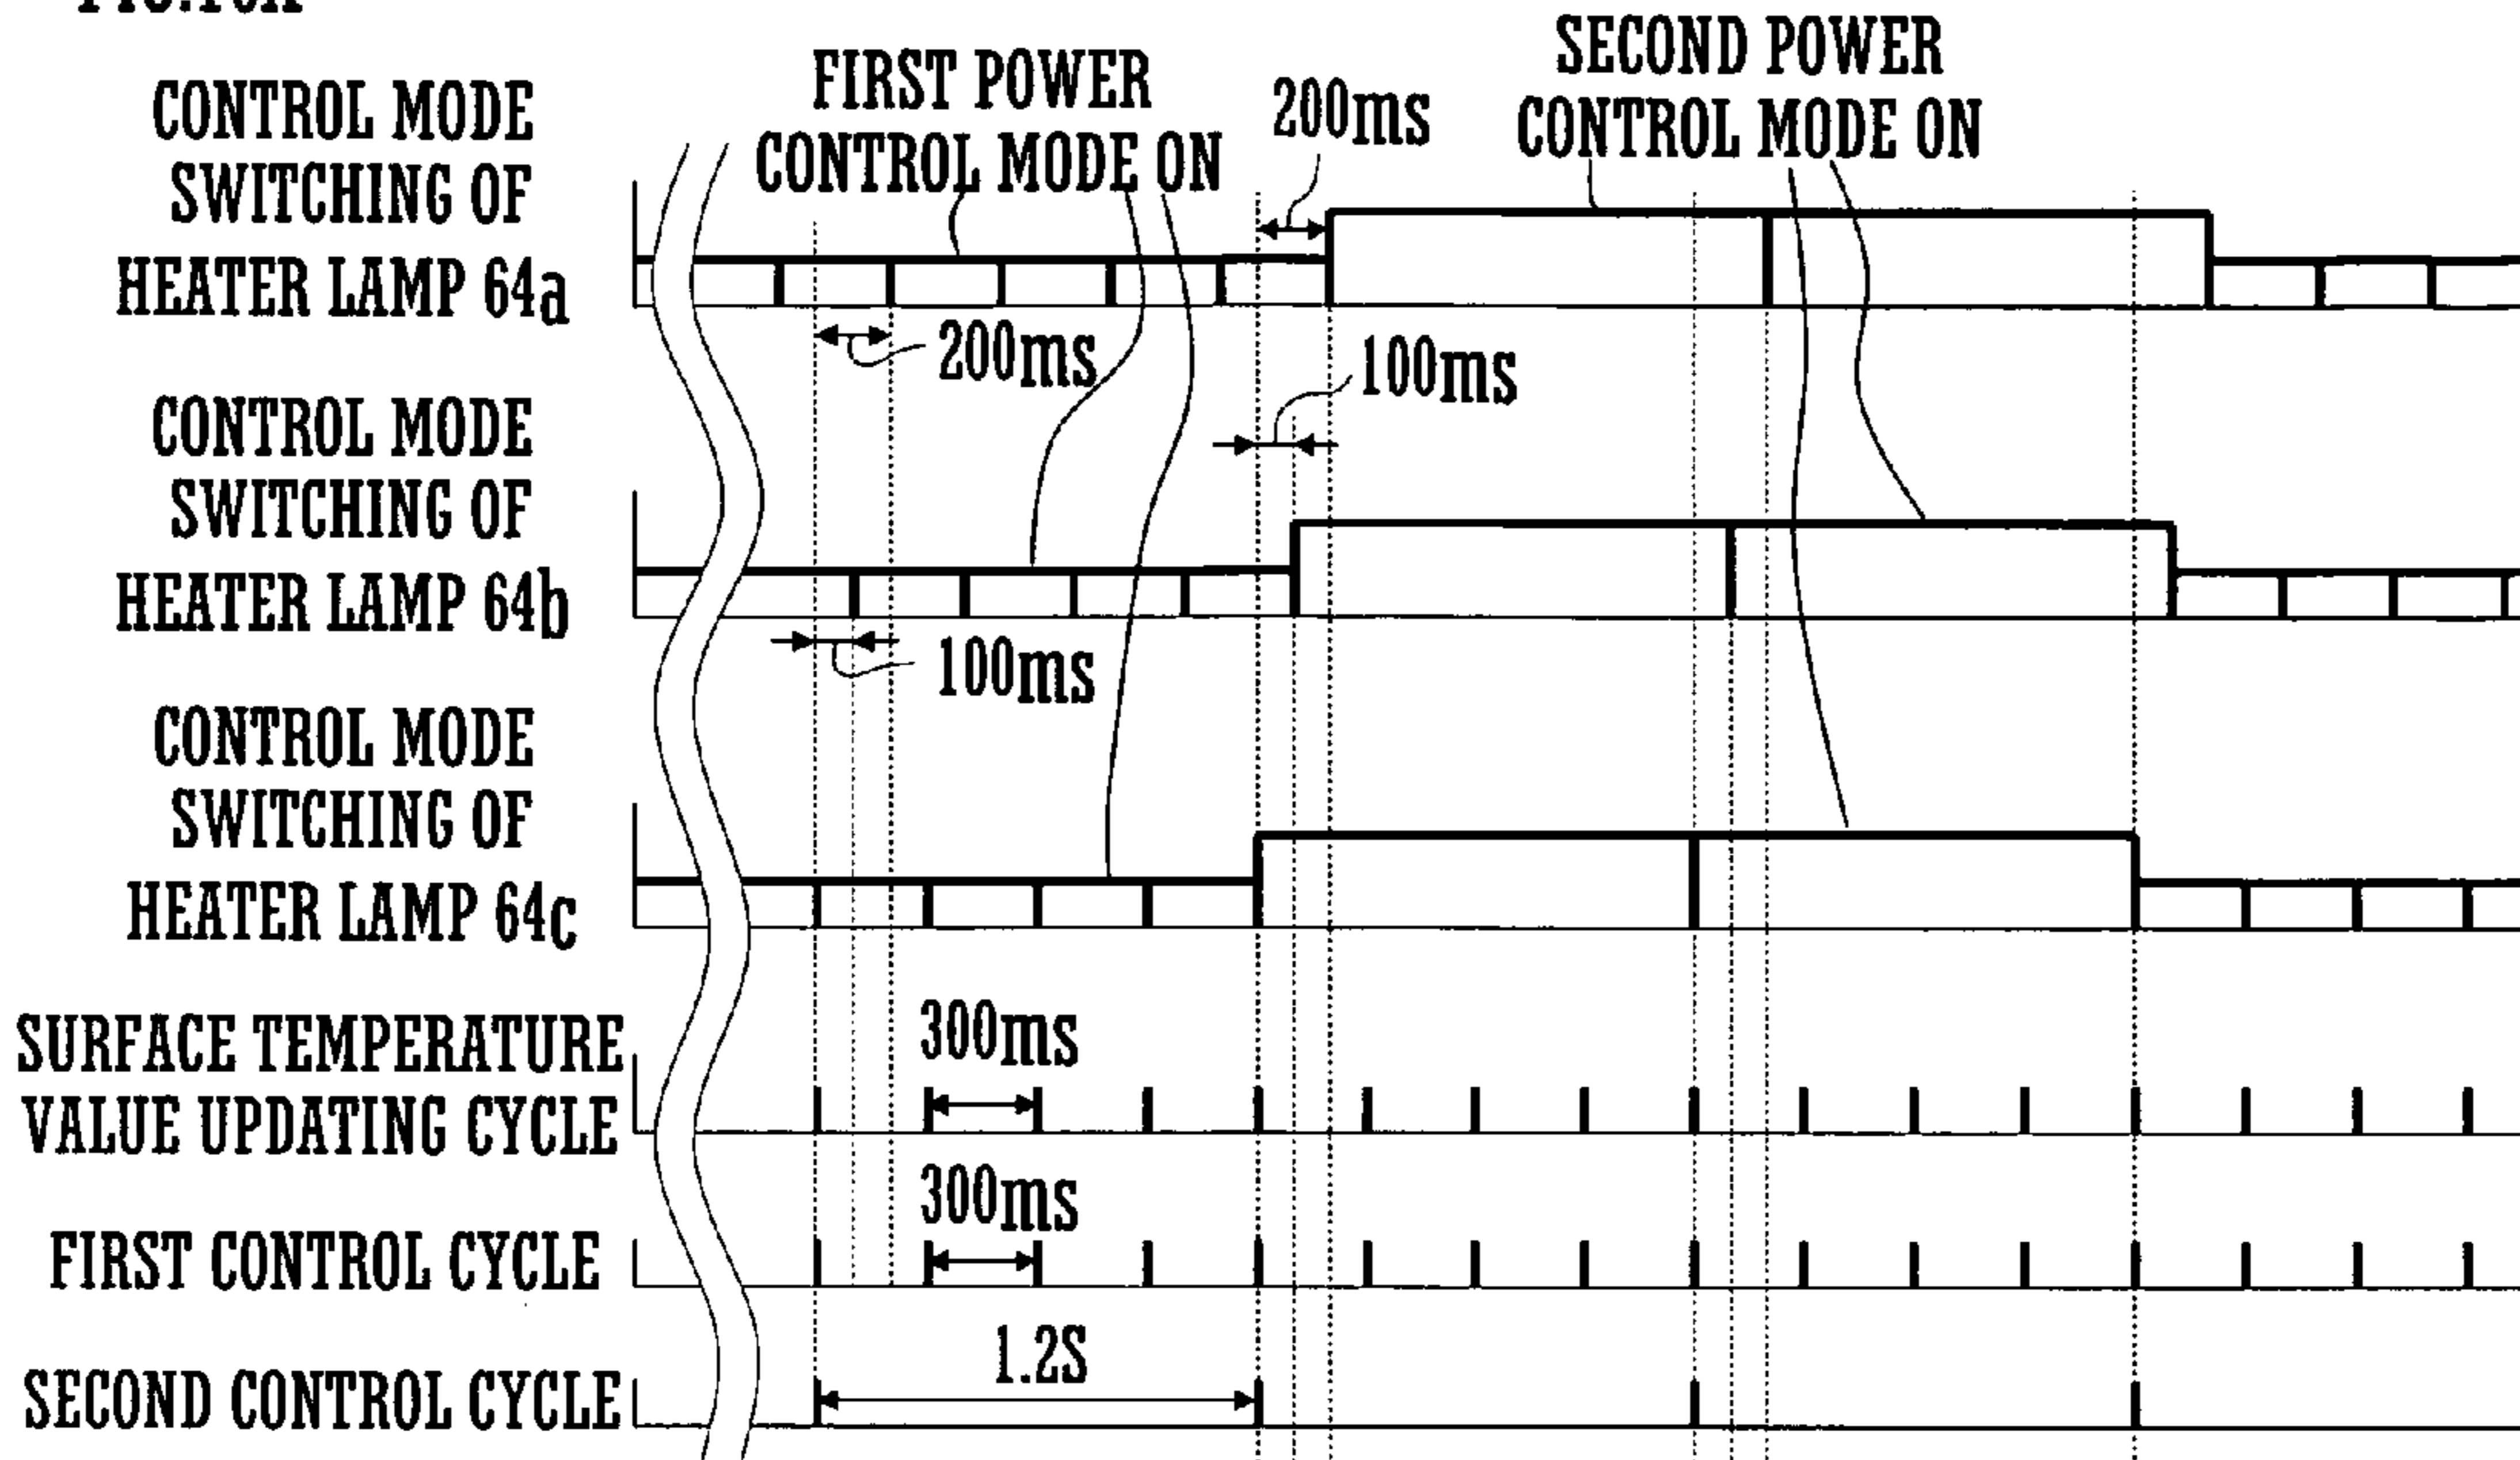 FIRST POWER
CONTROL MODE ON
200ms
SECOND POWER
CONTROL MODE ON
CONTROL MODE
SWITCHING OF
HEATER LAMP 64a
200ms
100ms
CONTROL MODE
SWITCHING OF
HEATER LAMP 64b
100ms
CONTROL MODE
SWITCHING OF
HEATER LAMP 64c
SURFACE TEMPERATURE
VALUE UPDATING CYCLE
300ms
FIRST CONTROL CYCLE
300ms
SECOND CONTROL CYCLE
1.2S